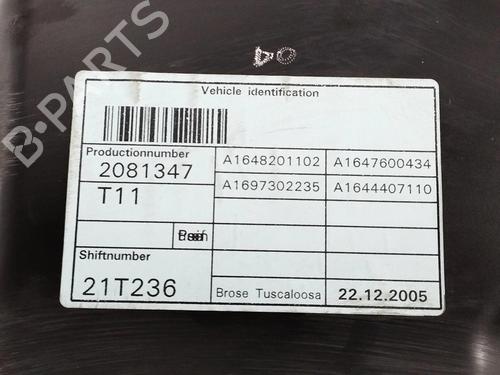 B-PARTS
Vehicle identification
Productionnumber
2081347
A1648201102 A1647600434
T11
A1697302235 A1644407110
Shiftnumber
21T236
Brose Tuscaloosa 22.12.2005